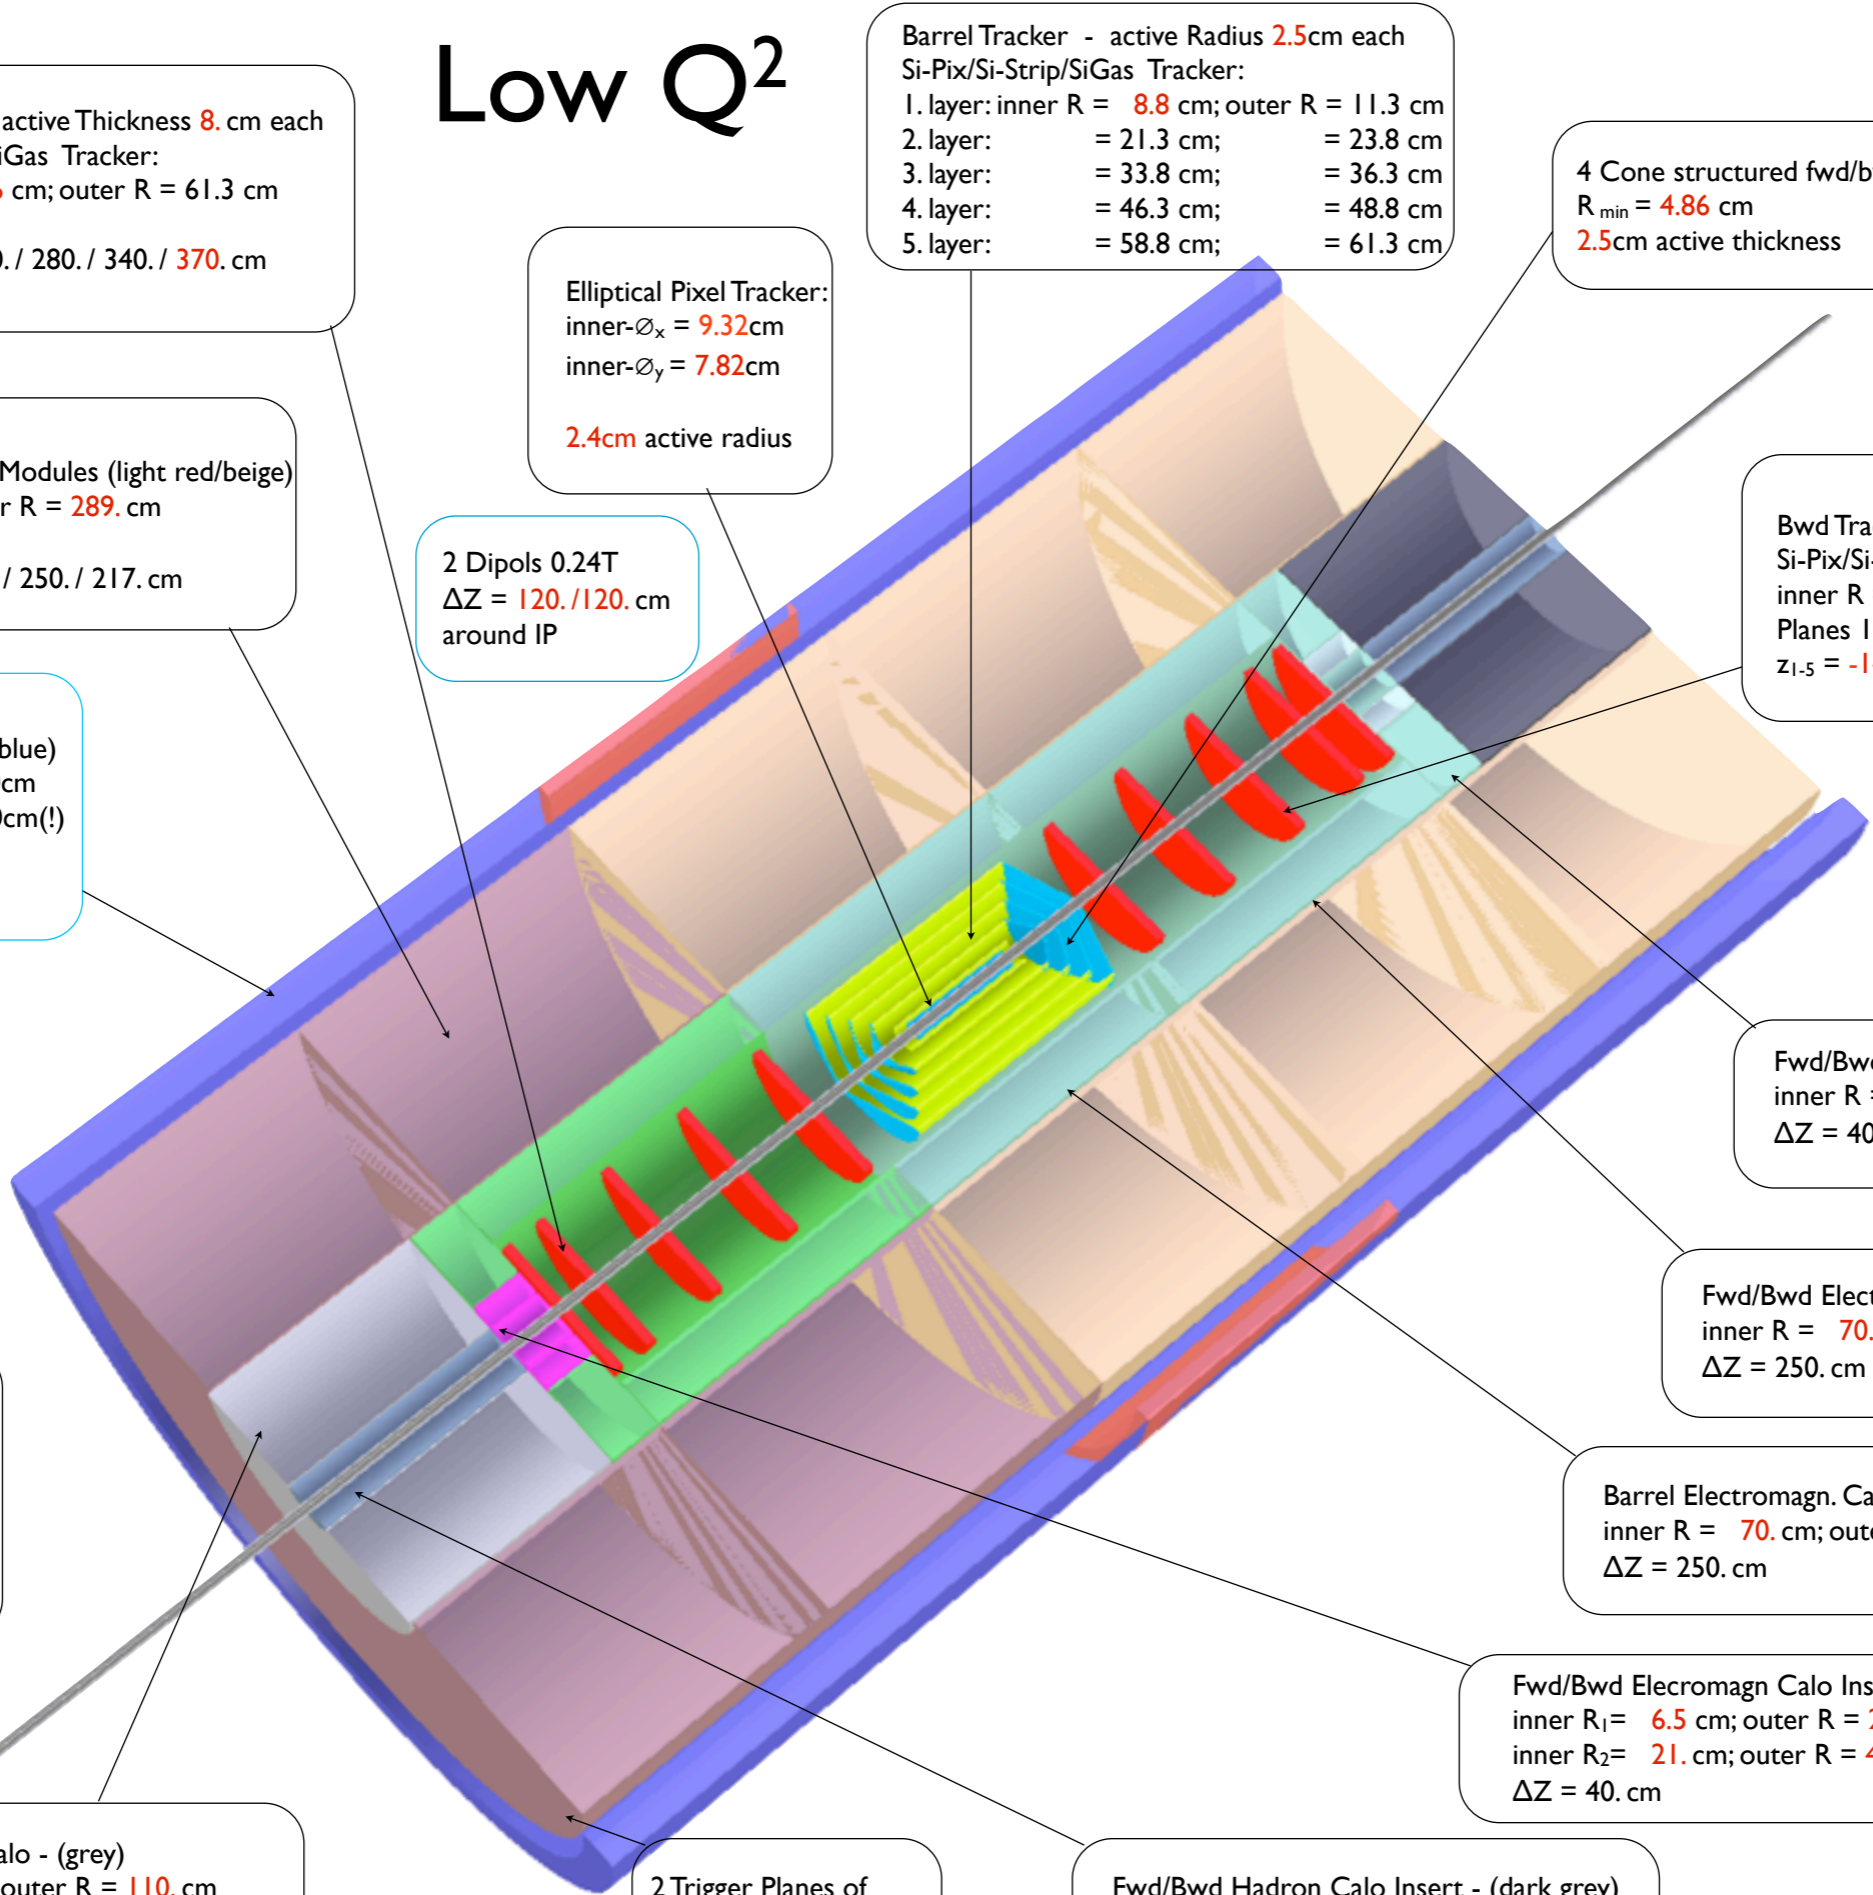 Low Q²
active Thickness 8. cm each
Gas Tracker:
cm; outer R = 61.3 cm
/ 280. / 340. / 370. cm
Modules (light red/beige)
R = 289. cm
/ 250. / 217. cm
blue)
cm
cm(!)
Elliptical Pixel Tracker:
inner-∅x = 9.32cm
inner-∅y = 7.82cm
2.4cm active radius
2 Dipols 0.24T
ΔZ = 120. /120. cm
around IP
Barrel Tracker - active Radius 2.5cm each
Si-Pix/Si-Strip/SiGas Tracker:
1. layer: inner R = 8.8 cm; outer R = 11.3 cm
2. layer: = 21.3 cm; = 23.8 cm
3. layer: = 33.8 cm; = 36.3 cm
4. layer: = 46.3 cm; = 48.8 cm
5. layer: = 58.8 cm; = 61.3 cm
4 Cone structured fwd/b
R min = 4.86 cm
2.5cm active thickness
Bwd Tra
Si-Pix/Si-
inner R
Planes 1
z1-5 = -1
Fwd/Bwd
inner R =
ΔZ = 40
Fwd/Bwd Elect
inner R = 70.
ΔZ = 250. cm
Barrel Electromagn. Ca
inner R = 70. cm; oute
ΔZ = 250. cm
Fwd/Bwd Elecromagn Calo Ins
inner R1= 6.5 cm; outer R = 2
inner R2= 21. cm; outer R = 4
ΔZ = 40. cm
alo - (grey)
outer R = 110. cm
2 Trigger Planes of
Fwd/Bwd Hadron Calo Insert - (dark grey)